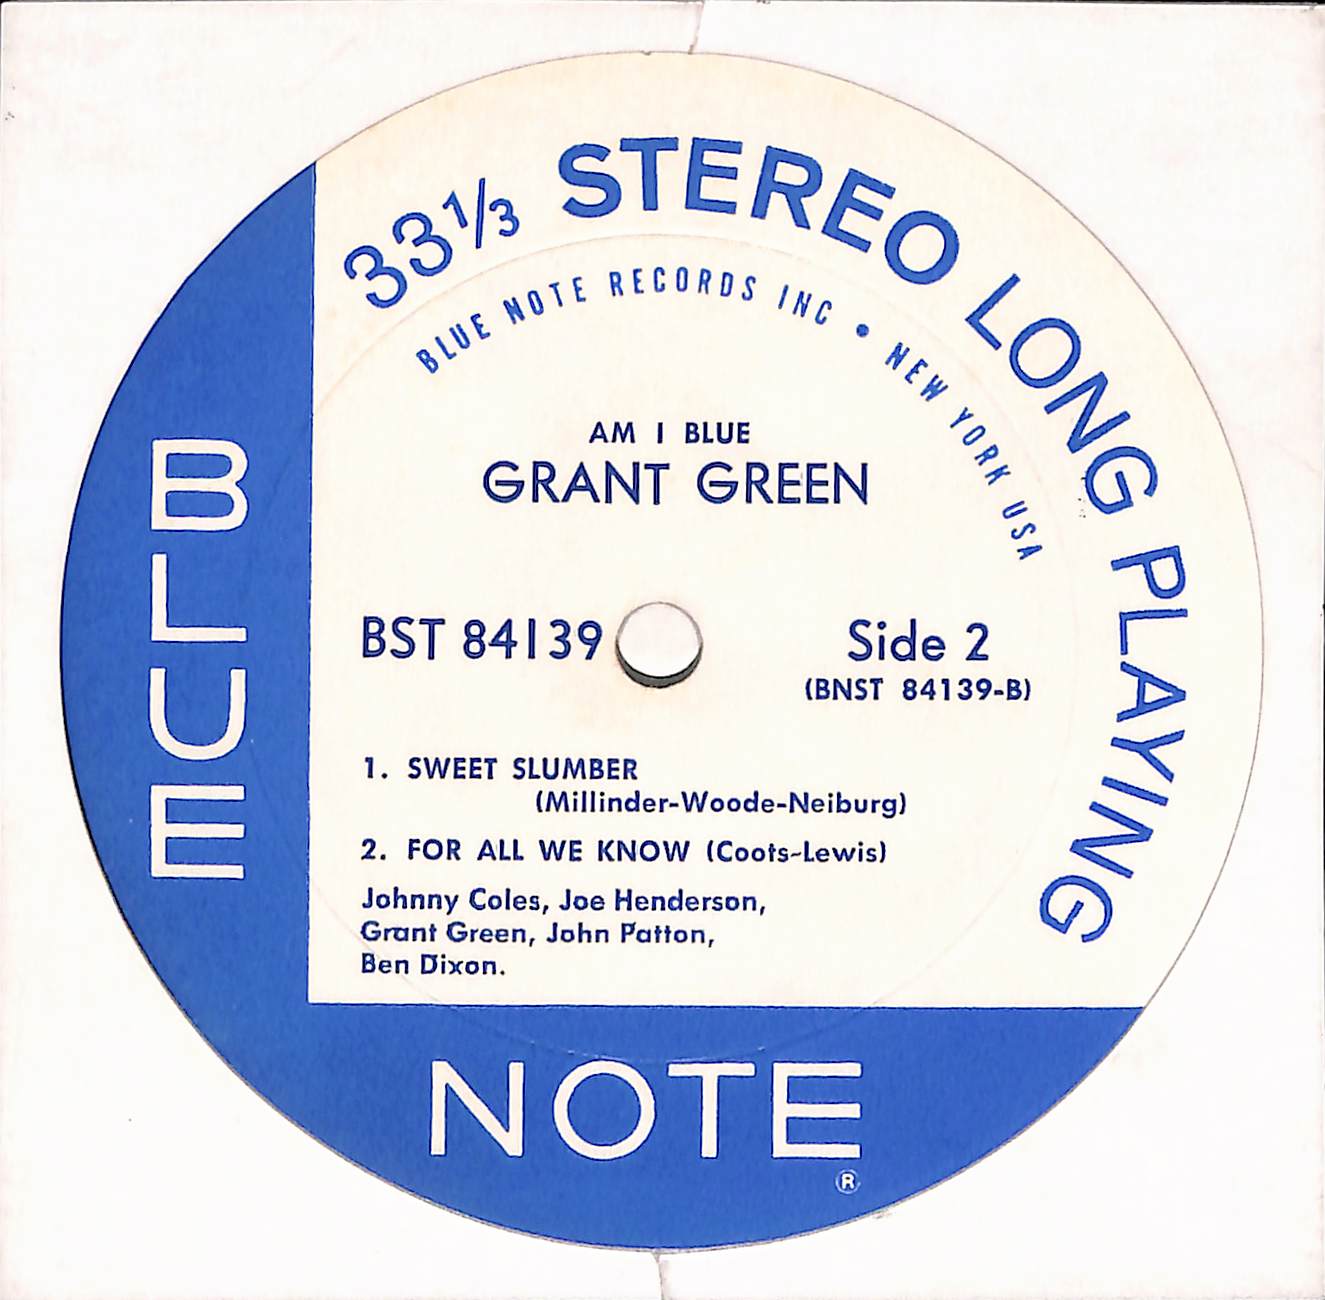 33⅓ STEREO LONG PLAYING
BLUE NOTE RECORDS INC • NEW YORK USA
AM I BLUE
GRANT GREEN
BST 84139
Side 2
(BNST 84139-B)
1. SWEET SLUMBER
(Millinder-Woode-Neiburg)
2. FOR ALL WE KNOW (Coots-Lewis)
Johnny Coles, Joe Henderson,
Grant Green, John Patton,
Ben Dixon.
BLUE
NOTE
®